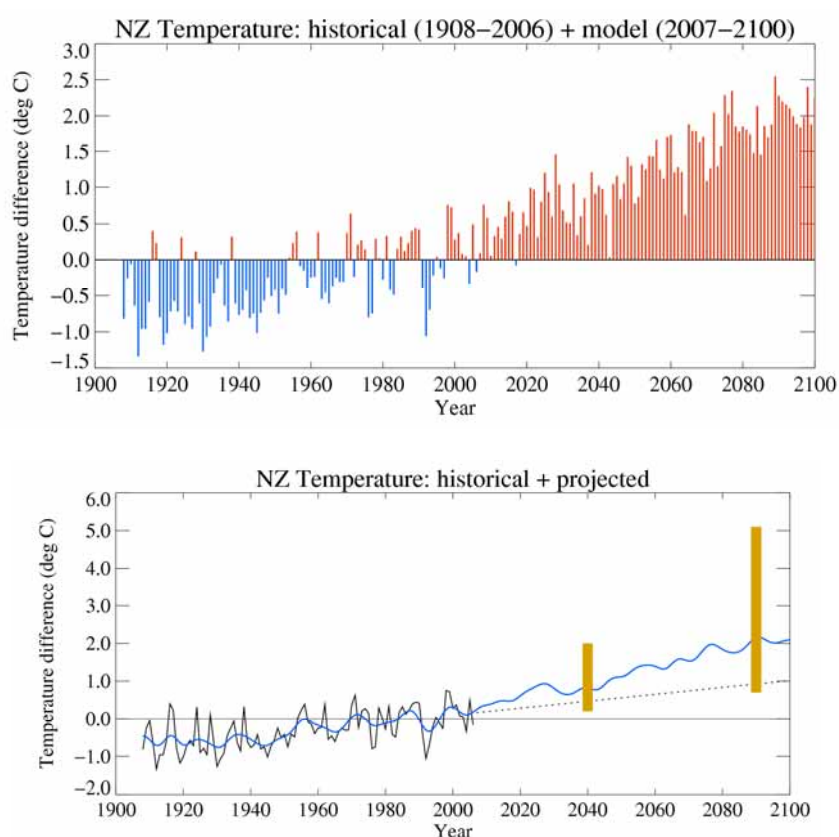 NZ Temperature: historical (1908−2006) + model (2007−2100)
Temperature difference (deg C)
3.0
2.5
2.0
1.5
1.0
0.5
0.0
−0.5
−1.0
−1.5
1900 1920 1940 1960 1980 2000 2020 2040 2060 2080 2100
Year
NZ Temperature: historical + projected
Temperature difference (deg C)
6.0
5.0
4.0
3.0
2.0
1.0
0.0
−1.0
−2.0
1900 1920 1940 1960 1980 2000 2020 2040 2060 2080 2100
Year